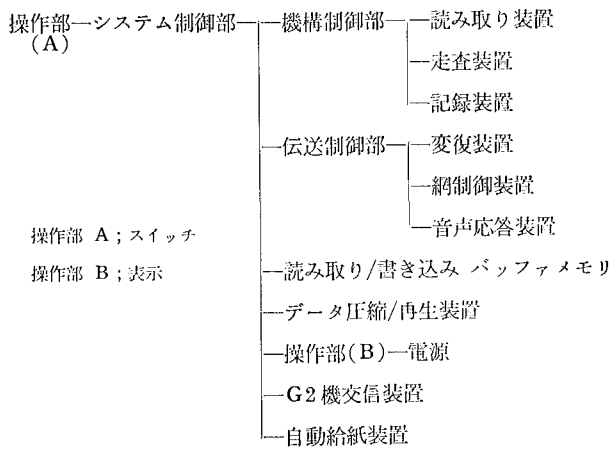 操作部―システム制御部―機構制御部―読み取り装置
(A)
走査装置
記録装置
伝送制御部―変復装置
網制御装置
音声応答装置
操作部 A ; スイッチ
操作部 B ; 表示
読み取り/書き込み バッファメモリ
データ圧縮/再生装置
操作部(B)―電源
G2機交信装置
自動給紙装置